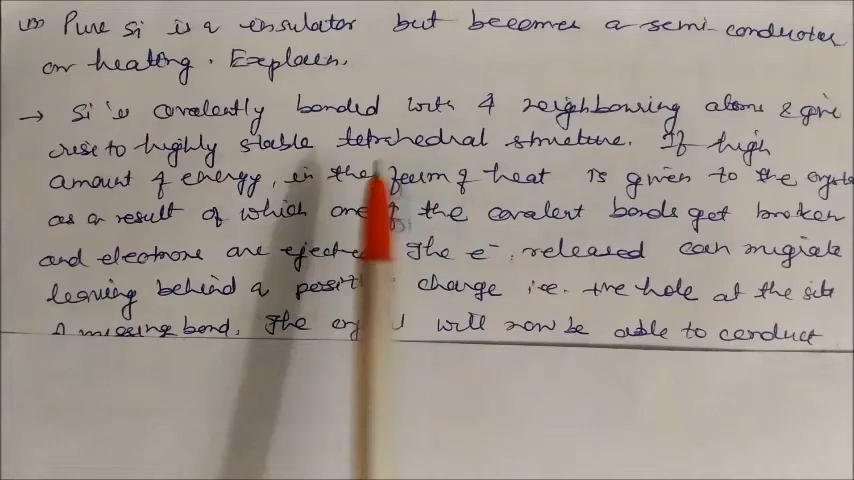 Pure Si is a insulator but becomes a semi-conductor
on heating. Explain.
→ Si is covalently bonded with 4 neighbouring atoms & give
rise to highly stable tetrahedral structure. If high
amount of energy, in the form of heat is given to the crystal
as a result of which one of the covalent bonds get broken
and electrons are ejected The e⁻ released can migrate
leaving behind a positive charge i.e. the hole at the site
of missing bond. The will now be able to conduct